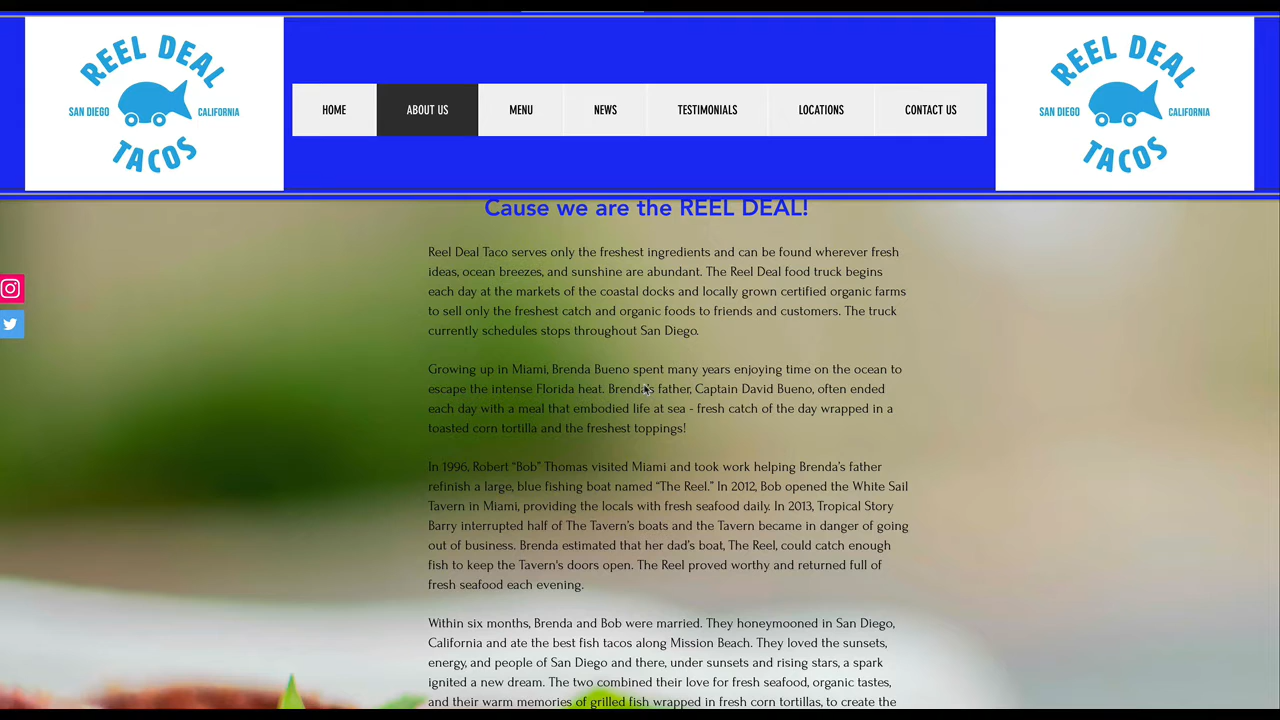 REEL DEAL
SAN DIEGO
CALIFORNIA
TACOS
HOME
ABOUT US
MENU
NEWS
TESTIMONIALS
LOCATIONS
CONTACT US
REEL DEAL
SAN DIEGO
CALIFORNIA
TACOS
Cause we are the REEL DEAL!
Reel Deal Taco serves only the freshest ingredients and can be found wherever fresh
ideas, ocean breezes, and sunshine are abundant. The Reel Deal food truck begins
each day at the markets of the coastal docks and locally grown certified organic farms
to sell only the freshest catch and organic foods to friends and customers. The truck
currently schedules stops throughout San Diego.
Growing up in Miami, Brenda Bueno spent many years enjoying time on the ocean to
escape the intense Florida heat. Brenda's father, Captain David Bueno, often ended
each day with a meal that embodied life at sea - fresh catch of the day wrapped in a
toasted corn tortilla and the freshest toppings!
In 1996, Robert “Bob” Thomas visited Miami and took work helping Brenda’s father
refinish a large, blue fishing boat named “The Reel.” In 2012, Bob opened the White Sail
Tavern in Miami, providing the locals with fresh seafood daily. In 2013, Tropical Story
Barry interrupted half of The Tavern’s boats and the Tavern became in danger of going
out of business. Brenda estimated that her dad’s boat, The Reel, could catch enough
fish to keep the Tavern's doors open. The Reel proved worthy and returned full of
fresh seafood each evening.
Within six months, Brenda and Bob were married. They honeymooned in San Diego,
California and ate the best fish tacos along Mission Beach. They loved the sunsets,
energy, and people of San Diego and there, under sunsets and rising stars, a spark
ignited a new dream. The two combined their love for fresh seafood, organic tastes,
and their warm memories of grilled fish wrapped in fresh corn tortillas, to create the